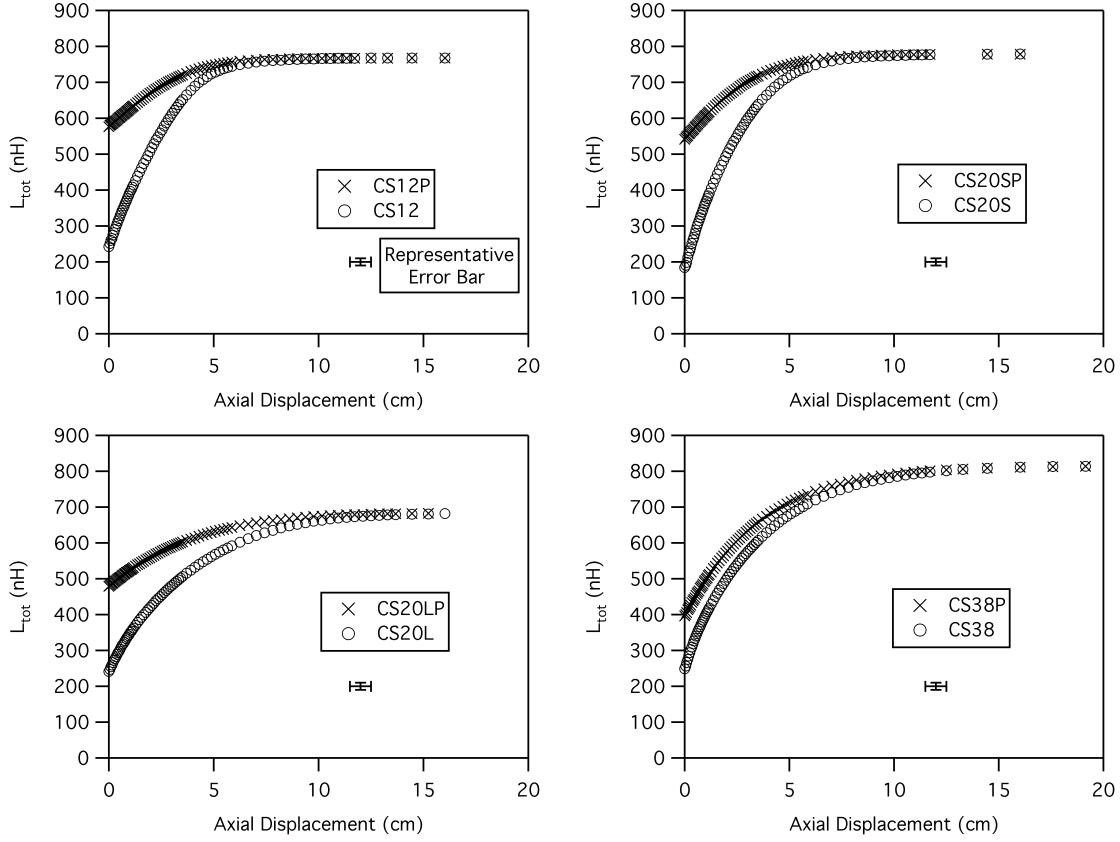 900
800
700
600
500
400
300
200
100
0
L_tot (nH)
× CS12P
○ CS12
Representative
Error Bar
0 5 10 15 20
Axial Displacement (cm)
900
800
700
600
500
400
300
200
100
0
L_tot (nH)
× CS20SP
○ CS20S
0 5 10 15 20
Axial Displacement (cm)
900
800
700
600
500
400
300
200
100
0
L_tot (nH)
× CS20LP
○ CS20L
0 5 10 15 20
Axial Displacement (cm)
900
800
700
600
500
400
300
200
100
0
L_tot (nH)
× CS38P
○ CS38
0 5 10 15 20
Axial Displacement (cm)